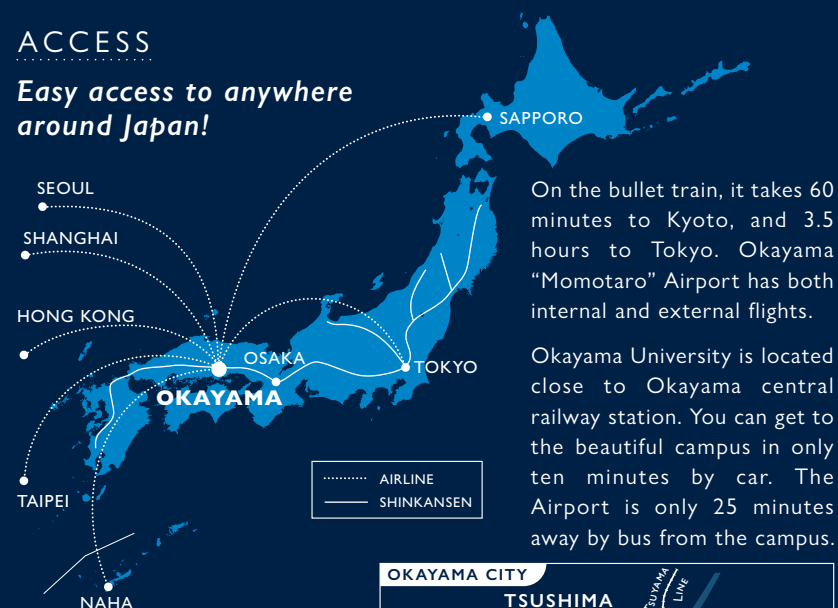 ACCESS
Easy access to anywhere
around Japan!
SAPPORO
SEOUL
SHANGHAI
HONG KONG
OSAKA
TOKYO
OKAYAMA
TAIPEI
NAHA
AIRLINE
SHINKANSEN
On the bullet train, it takes 60
minutes to Kyoto, and 3.5
hours to Tokyo. Okayama
“Momotaro” Airport has both
internal and external flights.
Okayama University is located
close to Okayama central
railway station. You can get to
the beautiful campus in only
ten minutes by car. The
Airport is only 25 minutes
away by bus from the campus.
OKAYAMA CITY
TSUSHIMA
LINE